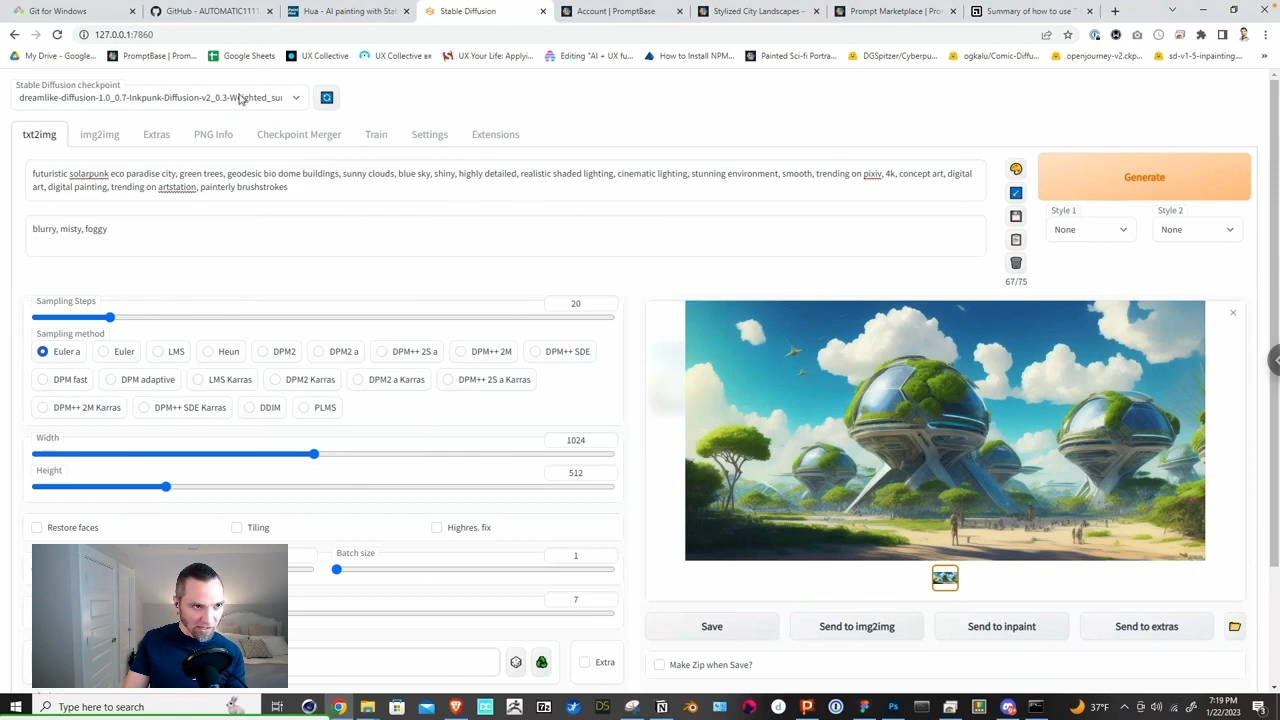 Git for Windows
GitHub - AUTOMATIC1111
Hua - AI painting with Stab
Stable Diffusion
Account | PromptBase
Stylized City Landscapes –
Prompt Marketplace | Pro
Summary of how to use
127.0.0.1:7860
My Drive - Google...
PromptBase | Prom...
Google Sheets
UX Collective
UX Collective BR
UX Your Life: Applyi...
Editing "AI + UX fu...
How to Install NPM...
Painted Sci-fi Portra...
DGSpitzer/Cyberpu...
ogkalu/Comic-Diffu...
openjourney-v2.ckp...
sd-v1-5-inpainting....
Stable Diffusion checkpoint
dreamlike-diffusion-1.0_0.7-Inkpunk-Diffusion-v2_0.3-Weighted_sui
txt2img
img2img
Extras
PNG Info
Checkpoint Merger
Train
Settings
Extensions
futuristic solarpunk eco paradise city, green trees, geodesic bio dome buildings, sunny clouds, blue sky, shiny, highly detailed, realistic shaded lighting, cinematic lighting, stunning environment, smooth, trending on pixiv, 4k, concept art, digital
art, digital painting, trending on artstation, painterly brushstrokes
Generate
Style 1
Style 2
None
None
blurry, misty, foggy
67/75
Sampling Steps
20
Sampling method
Euler a
Euler
LMS
Heun
DPM2
DPM2 a
DPM++ 2S a
DPM++ 2M
DPM++ SDE
DPM fast
DPM adaptive
LMS Karras
DPM2 Karras
DPM2 a Karras
DPM++ 2S a Karras
DPM++ 2M Karras
DPM++ SDE Karras
DDIM
PLMS
Width
1024
Height
512
Restore faces
Tiling
Highres. fix
Batch size
1
7
Extra
Save
Send to img2img
Send to inpaint
Send to extras
Make Zip when Save?
Type here to search
37°F
7:19 PM
1/22/2023